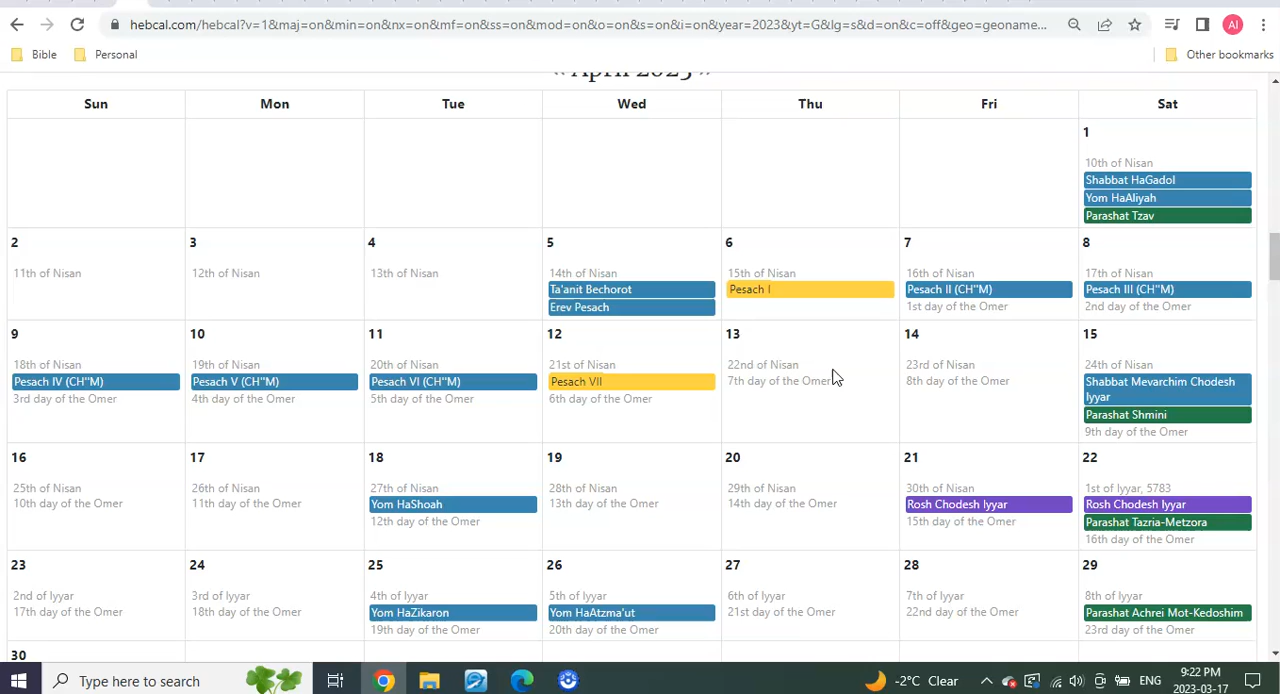 hebcal.com/hebcal?v=1&maj=on&min=on&nx=on&mf=on&ss=on&mod=on&o=on&s=on&i=on&year=2023&yt=G&lg=s&d=on&c=off&geo=geoname...
AI
Bible Personal Other bookmarks
« April 2023 »
Sun Mon Tue Wed Thu Fri Sat
1
10th of Nisan
Shabbat HaGadol
Yom HaAliyah
Parashat Tzav
2
11th of Nisan
3
12th of Nisan
4
13th of Nisan
5
14th of Nisan
Ta'anit Bechorot
Erev Pesach
6
15th of Nisan
Pesach I
7
16th of Nisan
Pesach II (CH''M)
1st day of the Omer
8
17th of Nisan
Pesach III (CH''M)
2nd day of the Omer
9
18th of Nisan
Pesach IV (CH''M)
3rd day of the Omer
10
19th of Nisan
Pesach V (CH''M)
4th day of the Omer
11
20th of Nisan
Pesach VI (CH''M)
5th day of the Omer
12
21st of Nisan
Pesach VII
6th day of the Omer
13
22nd of Nisan
7th day of the Omer
14
23rd of Nisan
8th day of the Omer
15
24th of Nisan
Shabbat Mevarchim Chodesh
Iyyar
Parashat Shmini
9th day of the Omer
16
25th of Nisan
10th day of the Omer
17
26th of Nisan
11th day of the Omer
18
27th of Nisan
Yom HaShoah
12th day of the Omer
19
28th of Nisan
13th day of the Omer
20
29th of Nisan
14th day of the Omer
21
30th of Nisan
Rosh Chodesh Iyyar
15th day of the Omer
22
1st of Iyyar, 5783
Rosh Chodesh Iyyar
Parashat Tazria-Metzora
16th day of the Omer
23
2nd of Iyyar
17th day of the Omer
24
3rd of Iyyar
18th day of the Omer
25
4th of Iyyar
Yom HaZikaron
19th day of the Omer
26
5th of Iyyar
Yom HaAtzma'ut
20th day of the Omer
27
6th of Iyyar
21st day of the Omer
28
7th of Iyyar
22nd day of the Omer
29
8th of Iyyar
Parashat Achrei Mot-Kedoshim
23rd day of the Omer
30
Type here to search
-2°C Clear
ENG
9:22 PM
2023-03-17